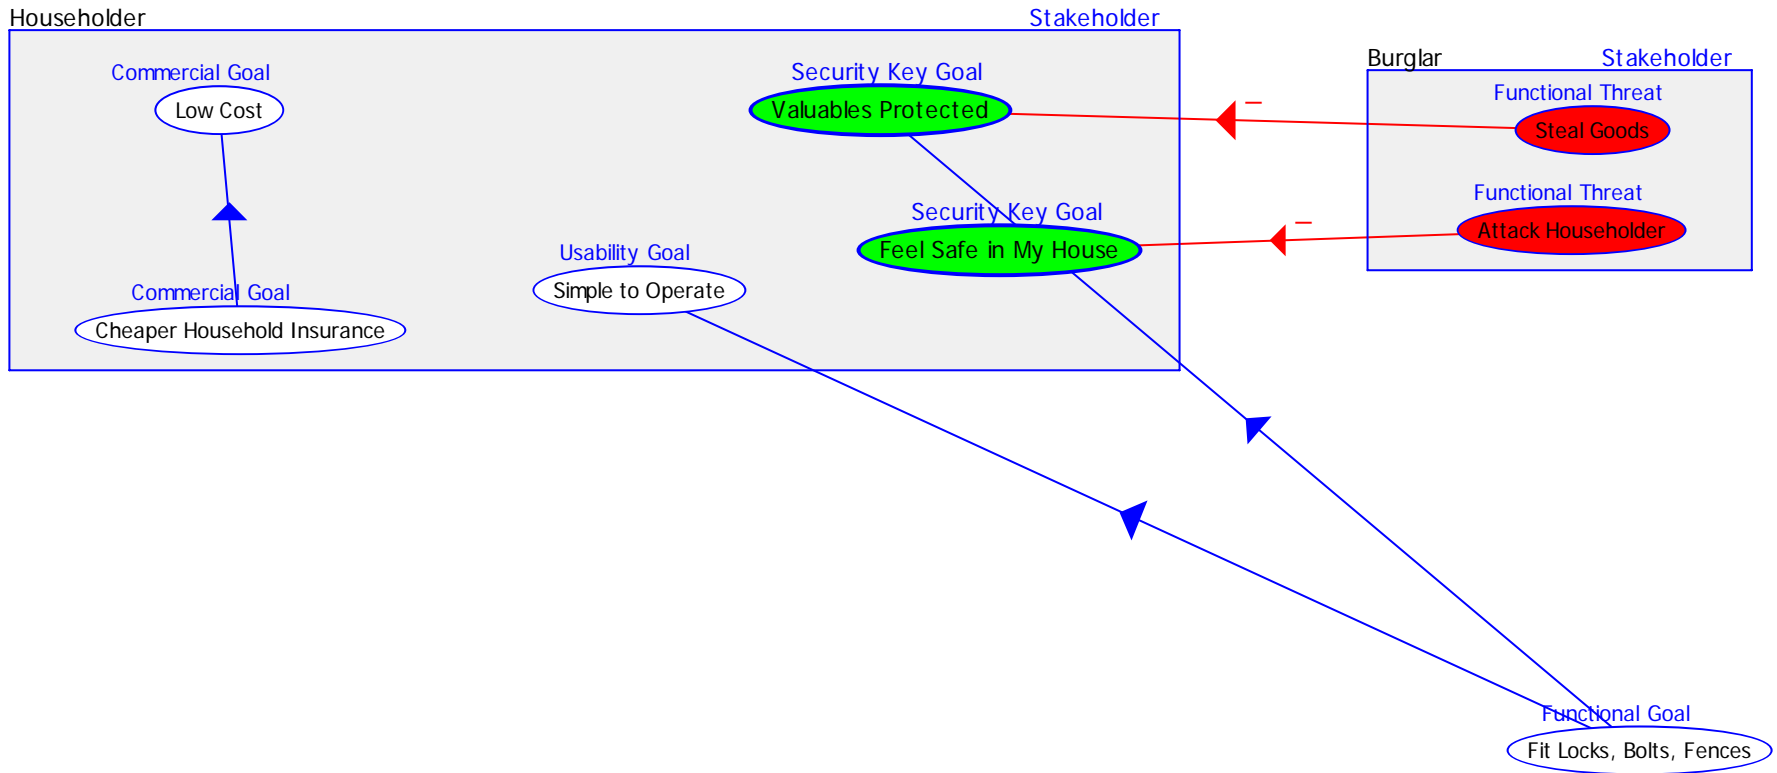 Householder
Stakeholder
Commercial Goal
Low Cost
Security Key Goal
Valuables Protected
Burglar
Stakeholder
Functional Threat
Steal Goods
–
Functional Threat
Attack Householder
–
Security Key Goal
Feel Safe in My House
Usability Goal
Simple to Operate
Commercial Goal
Cheaper Household Insurance
Functional Goal
Fit Locks, Bolts, Fences